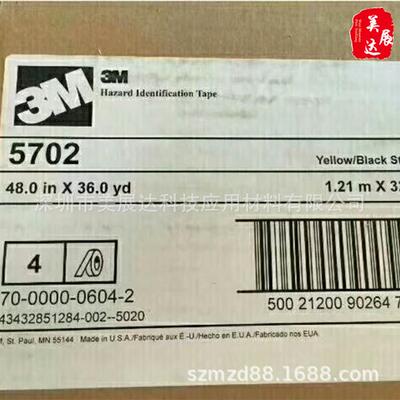 美展达
3M
3M
Hazard Identification Tape
5702
Yellow/Black St
48.0 in X 36.0 yd
1.21 m X 3
深圳市美展达科技应用材料有限公司
4
70-0000-0604-2
43432851284-002--5020
500 21200 90264 7
St. Paul, MN 55144 Made in U.S.A./Fabriqué aux É.-U./Hecho en E.U.A./Fabricado nos EUA.
szmzd88.1688.com